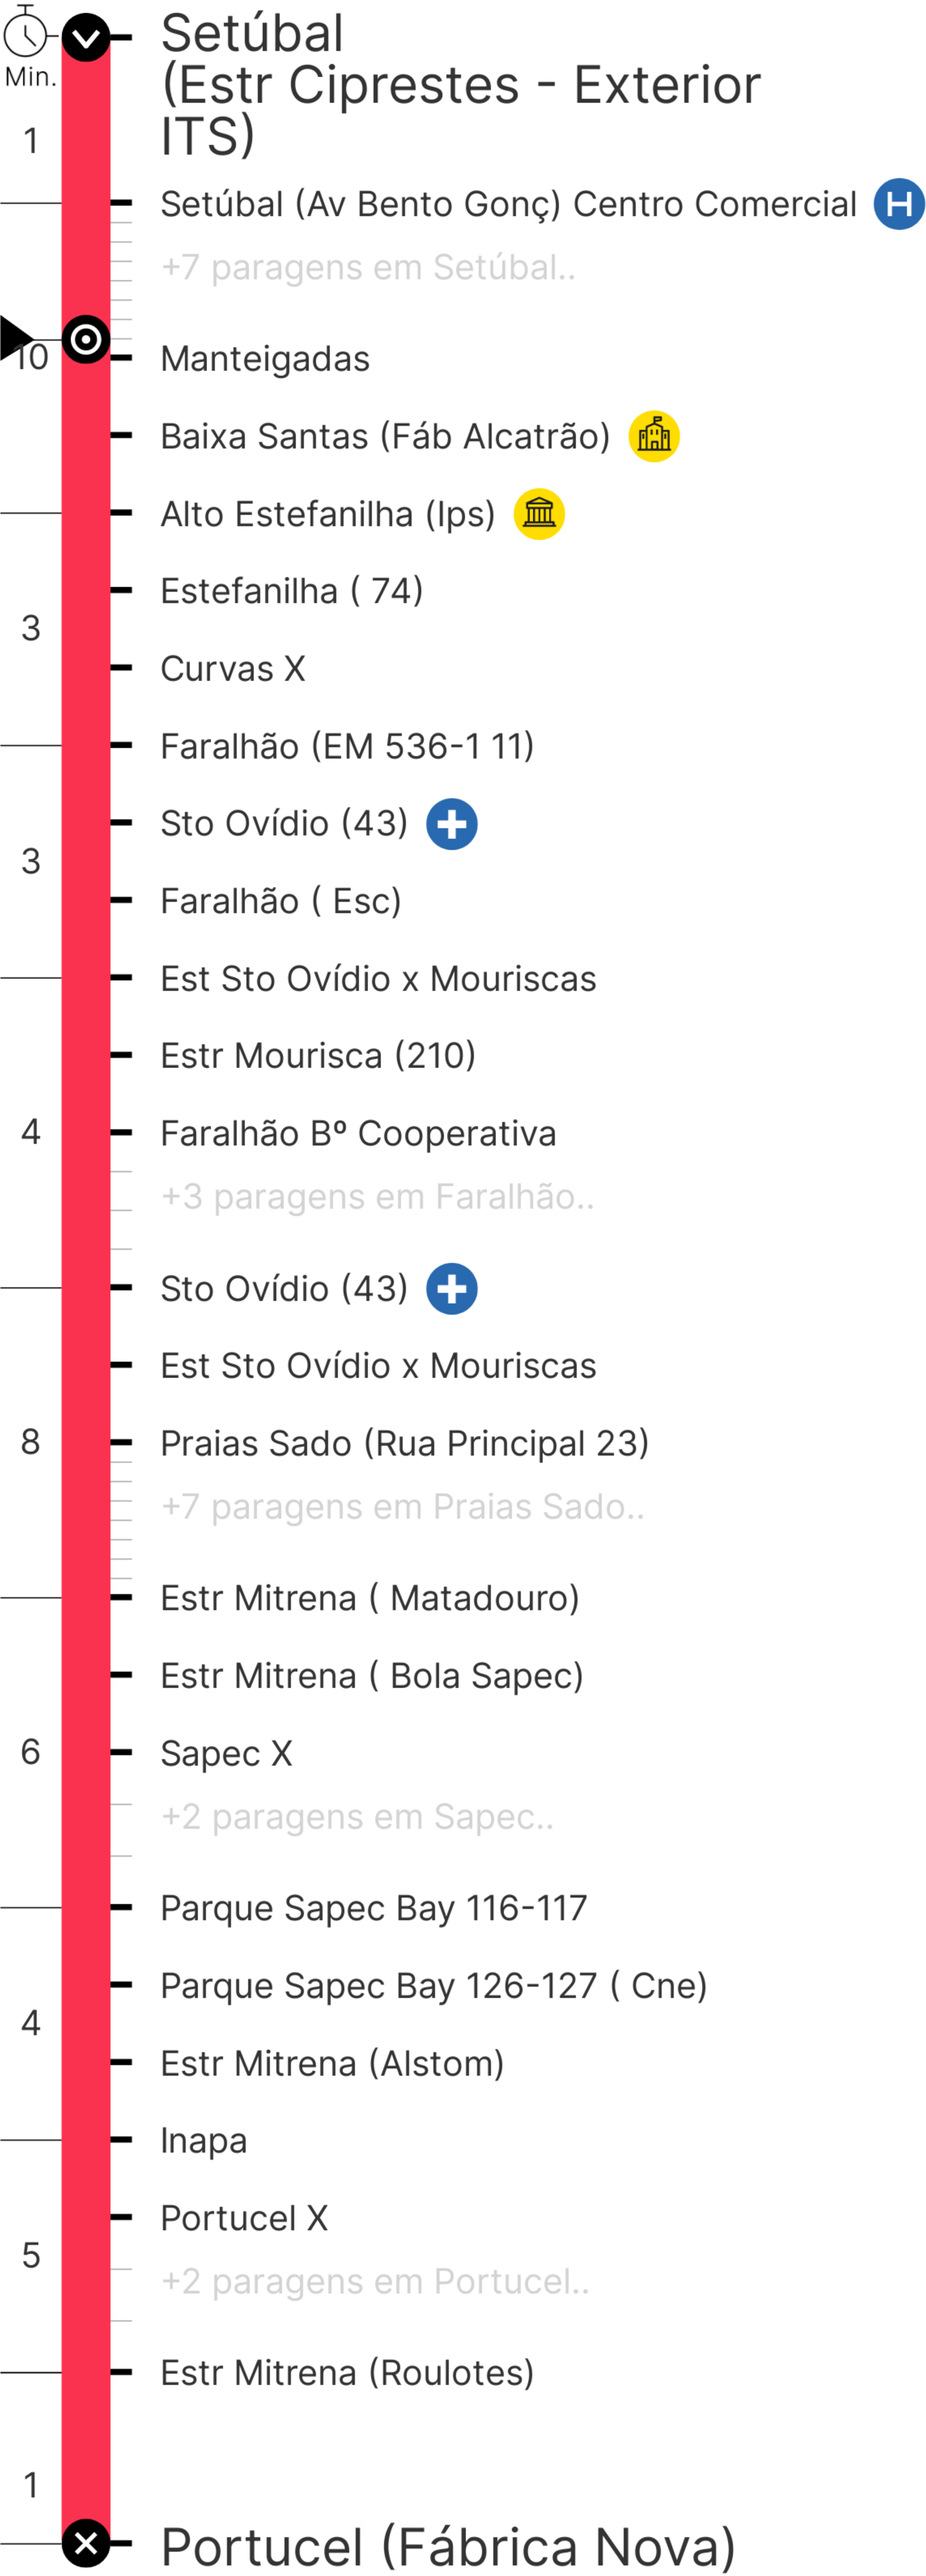 Min.
Setúbal
(Estr Ciprestes - Exterior
ITS)
1
Setúbal (Av Bento Gonç) Centro Comercial H
+7 paragens em Setúbal..
10 Manteigadas
Baixa Santas (Fáb Alcatrão)
Alto Estefanilha (Ips)
Estefanilha ( 74)
3
Curvas X
Faralhão (EM 536-1 11)
Sto Ovídio (43)
3
Faralhão ( Esc)
Est Sto Ovídio x Mouriscas
Estr Mourisca (210)
4 Faralhão Bº Cooperativa
+3 paragens em Faralhão..
Sto Ovídio (43)
Est Sto Ovídio x Mouriscas
8 Praias Sado (Rua Principal 23)
+7 paragens em Praias Sado..
Estr Mitrena ( Matadouro)
Estr Mitrena ( Bola Sapec)
6 Sapec X
+2 paragens em Sapec..
Parque Sapec Bay 116-117
Parque Sapec Bay 126-127 ( Cne)
4
Estr Mitrena (Alstom)
Inapa
Portucel X
5
+2 paragens em Portucel..
Estr Mitrena (Roulotes)
1
Portucel (Fábrica Nova)